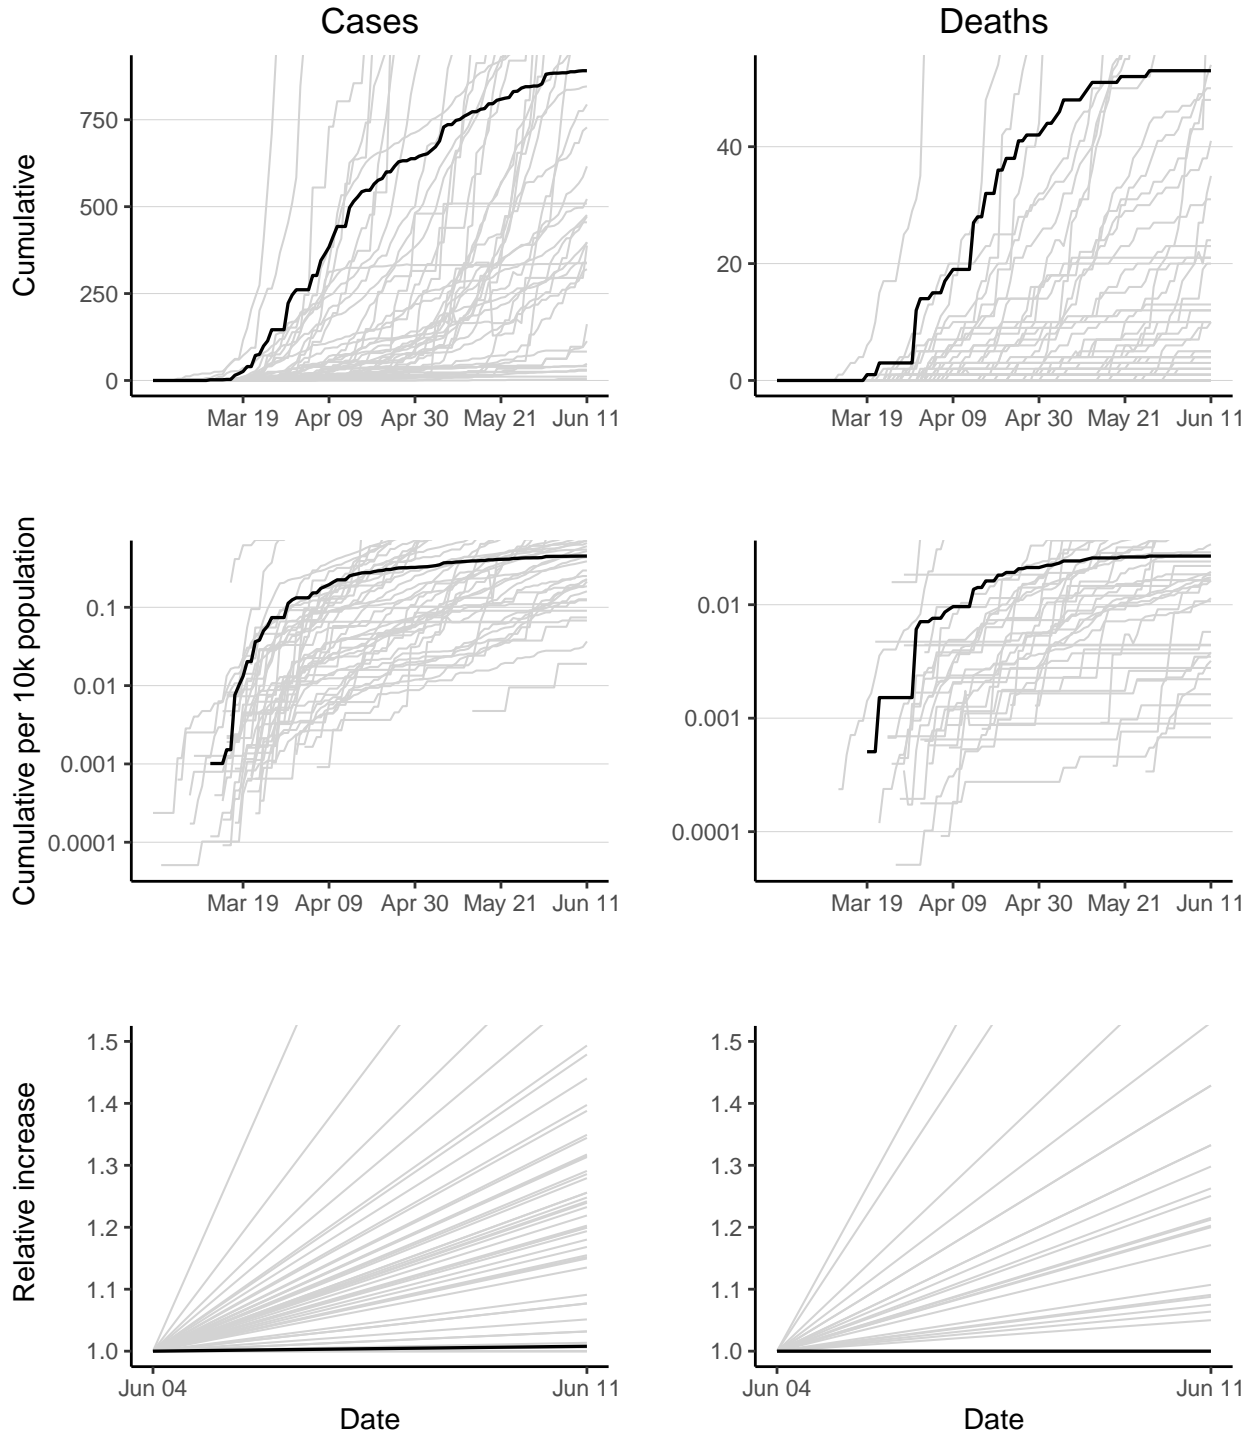 Cases
Deaths
Cumulative
750
500
250
0
Mar 19 Apr 09 Apr 30 May 21 Jun 11
40
20
0
Mar 19 Apr 09 Apr 30 May 21 Jun 11
Cumulative per 10k population
0.1
0.01
0.001
0.0001
Mar 19 Apr 09 Apr 30 May 21 Jun 11
0.01
0.001
0.0001
Mar 19 Apr 09 Apr 30 May 21 Jun 11
Relative increase
1.5
1.4
1.3
1.2
1.1
1.0
Jun 04 Jun 11
Date
1.5
1.4
1.3
1.2
1.1
1.0
Jun 04 Jun 11
Date